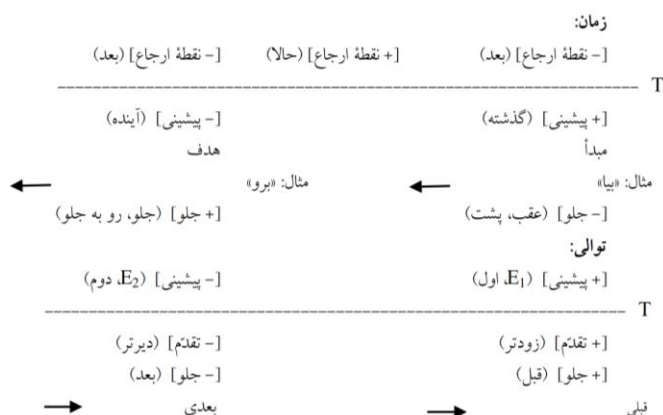 زمان:
[- نقطهٔ ارجاع] (بعد) [+ نقطهٔ ارجاع] (حالا) [- نقطهٔ ارجاع] (بعد)
T
[+ پیشینی] (گذشته) [- پیشینی] (آینده)
مبدأ هدف
مثال: «بیا» مثال: «برو»
[- جلو] (عقب، پشت) [+ جلو] (جلو، رو به جلو)
توالی:
[+ پیشینی] (E1، اول) [- پیشینی] (E2، دوم)
T
[+ تقدّم] (زودتر) [- تقدّم] (دیرتر)
[+ جلو] (قبل) [- جلو] (بعد)
قبلی بعدی